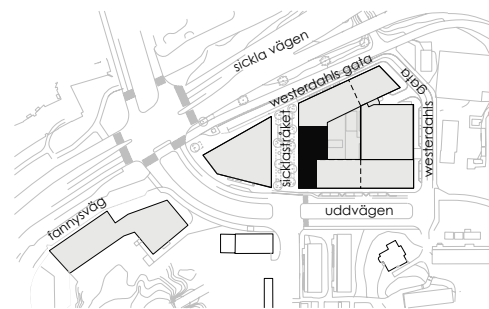 sickla vägen
westerdahls gata
gata
westerdahls
sicklastråket
uddvägen
fannysväg